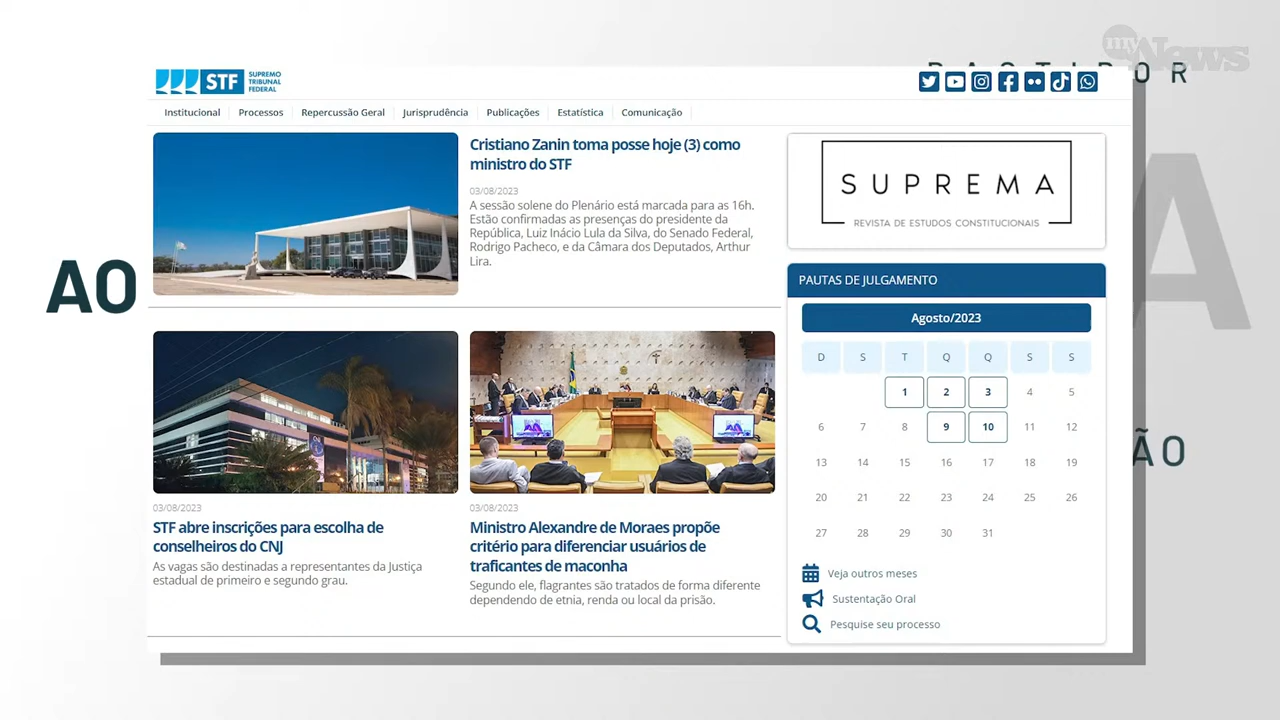 myNews
STF
SUPREMO
TRIBUNAL
FEDERAL
Institucional
Processos
Repercussão Geral
Jurisprudência
Publicações
Estatística
Comunicação
Cristiano Zanin toma posse hoje (3) como
ministro do STF
03/08/2023
A sessão solene do Plenário está marcada para as 16h.
Estão confirmadas as presenças do presidente da
República, Luiz Inácio Lula da Silva, do Senado Federal,
Rodrigo Pacheco, e da Câmara dos Deputados, Arthur
Lira.
03/08/2023
STF abre inscrições para escolha de
conselheiros do CNJ
As vagas são destinadas a representantes da Justiça
estadual de primeiro e segundo grau.
03/08/2023
Ministro Alexandre de Moraes propõe
critério para diferenciar usuários de
traficantes de maconha
Segundo ele, flagrantes são tratados de forma diferente
dependendo de etnia, renda ou local da prisão.
SUPREMA
REVISTA DE ESTUDOS CONSTITUCIONAIS
PAUTAS DE JULGAMENTO
Agosto/2023
D S T Q Q S S
1 2 3 4 5
6 7 8 9 10 11 12
13 14 15 16 17 18 19
20 21 22 23 24 25 26
27 28 29 30 31
Veja outros meses
Sustentação Oral
Pesquise seu processo
AO
A
ÃO